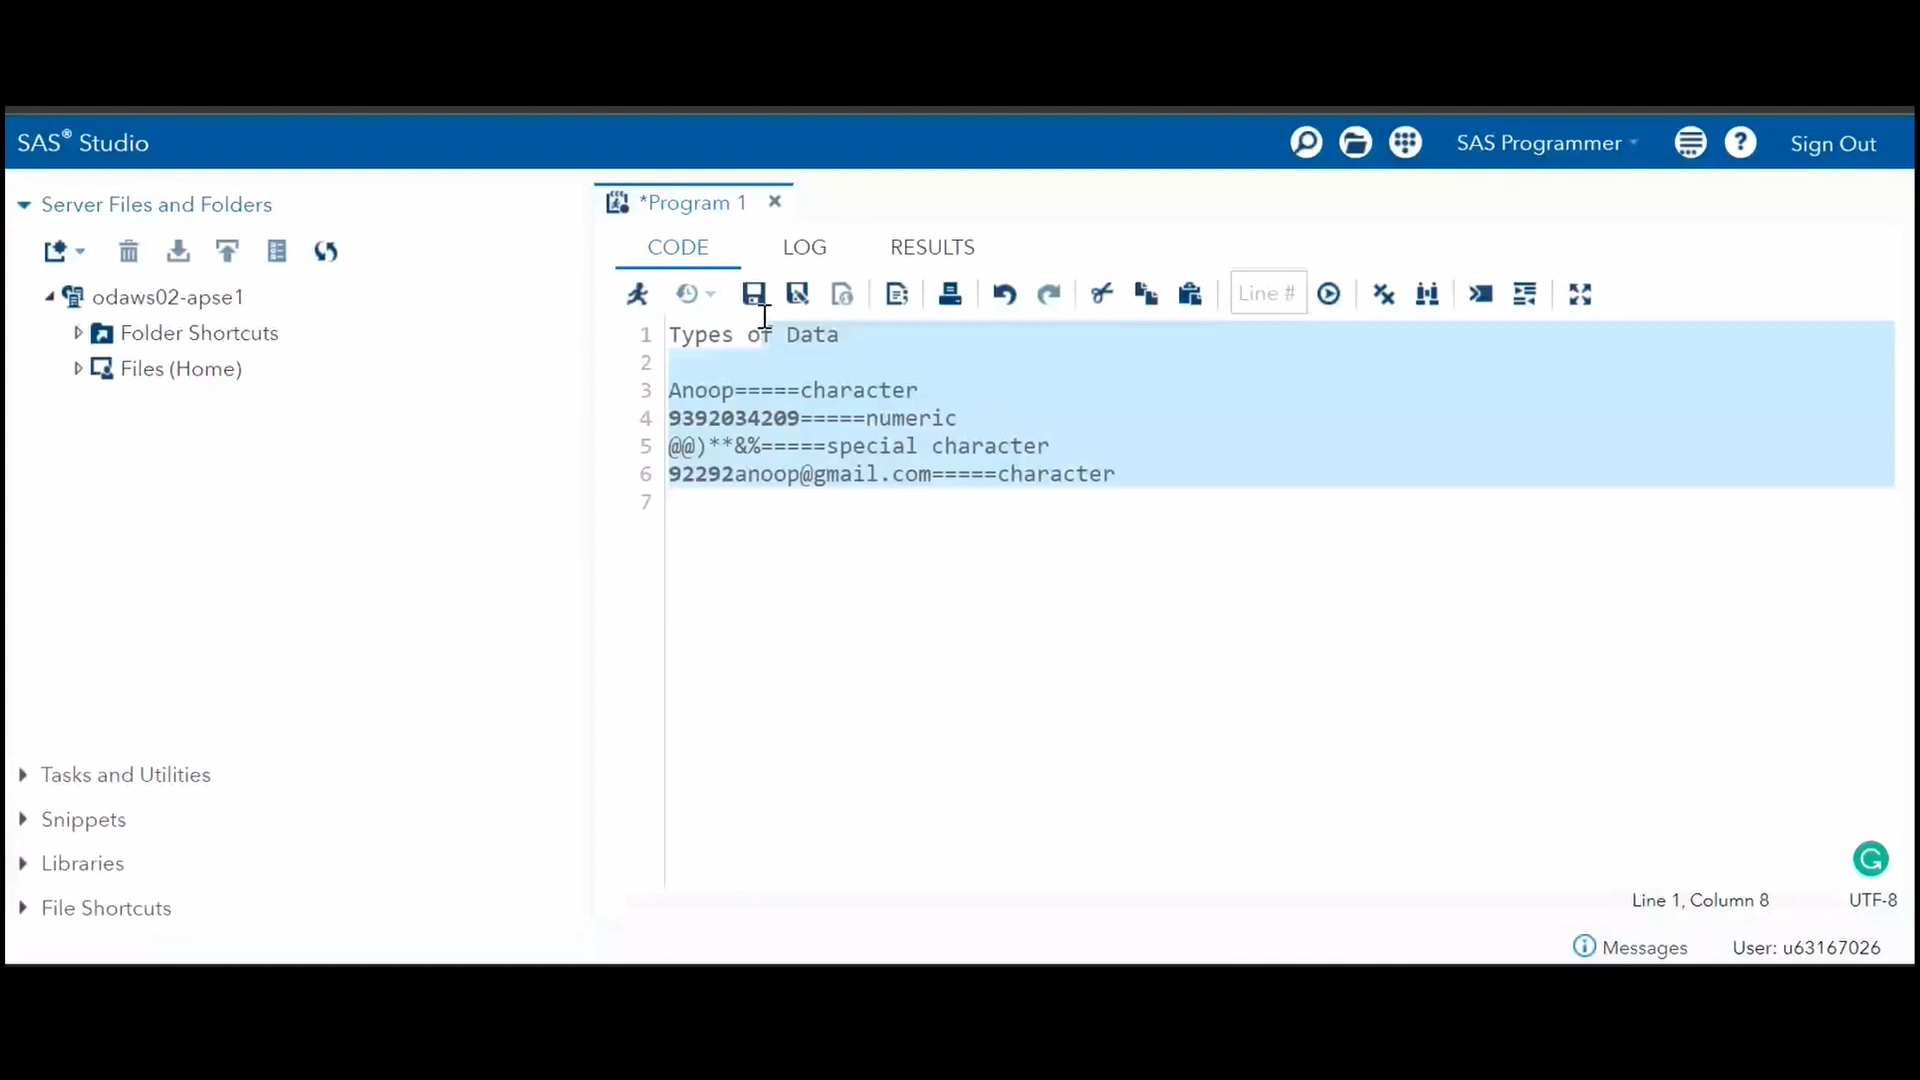 SAS® Studio
SAS Programmer
Sign Out
Server Files and Folders
*Program 1
CODE LOG RESULTS
odaws02-apse1
Line #
Folder Shortcuts
Files (Home)
1 Types of Data
2
3 Anoop=====character
4 9392034209=====numeric
5 @@)**&%=====special character
6 92292anoop@gmail.com=====character
7
Tasks and Utilities
Snippets
Libraries
File Shortcuts
Line 1, Column 8
UTF-8
Messages
User: u63167026